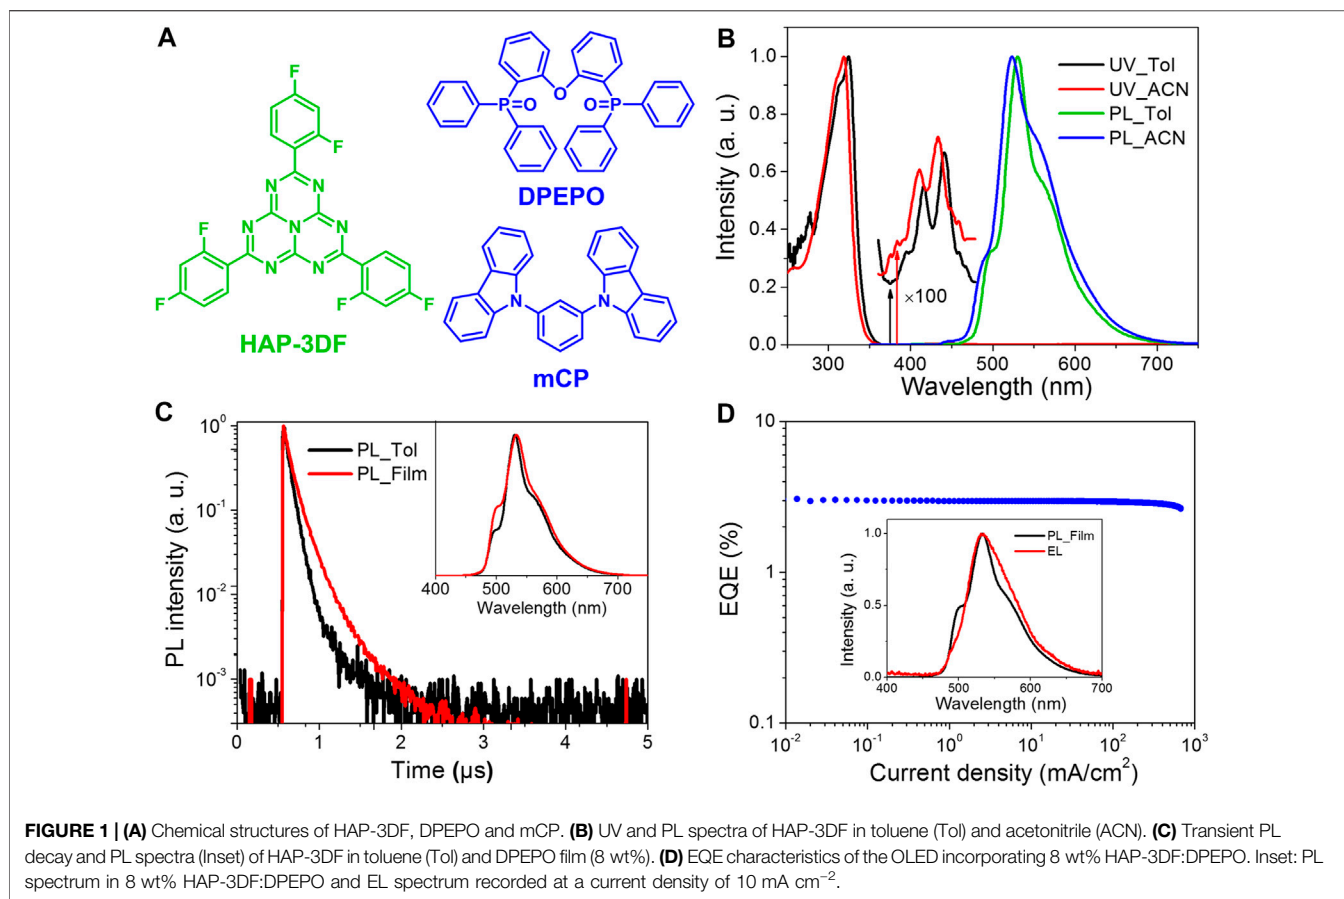 A
F
F
N
N
N
N
N
N
N
F
F
F
F
HAP-3DF
O
P=O
O=P
DPEPO
N
N
mCP
B
UV_Tol
UV_ACN
PL_Tol
PL_ACN
×100
Intensity (a. u.)
1.0
0.8
0.6
0.4
0.2
0.0
300 400 500 600 700
Wavelength (nm)
C
PL_Tol
PL_Film
PL intensity (a. u.)
10⁰
10⁻¹
10⁻²
10⁻³
400 500 600 700
Wavelength (nm)
0 1 2 3 4 5
Time (μs)
D
EQE (%)
10
1
0.1
PL_Film
EL
Intensity (a. u.)
1.0
0.5
0.0
400 500 600 700
Wavelength (nm)
10⁻² 10⁻¹ 10⁰ 10¹ 10² 10³
Current density (mA/cm²)
FIGURE 1 | (A) Chemical structures of HAP-3DF, DPEPO and mCP. (B) UV and PL spectra of HAP-3DF in toluene (Tol) and acetonitrile (ACN). (C) Transient PL
decay and PL spectra (Inset) of HAP-3DF in toluene (Tol) and DPEPO film (8 wt%). (D) EQE characteristics of the OLED incorporating 8 wt% HAP-3DF:DPEPO. Inset: PL
spectrum in 8 wt% HAP-3DF:DPEPO and EL spectrum recorded at a current density of 10 mA cm⁻².